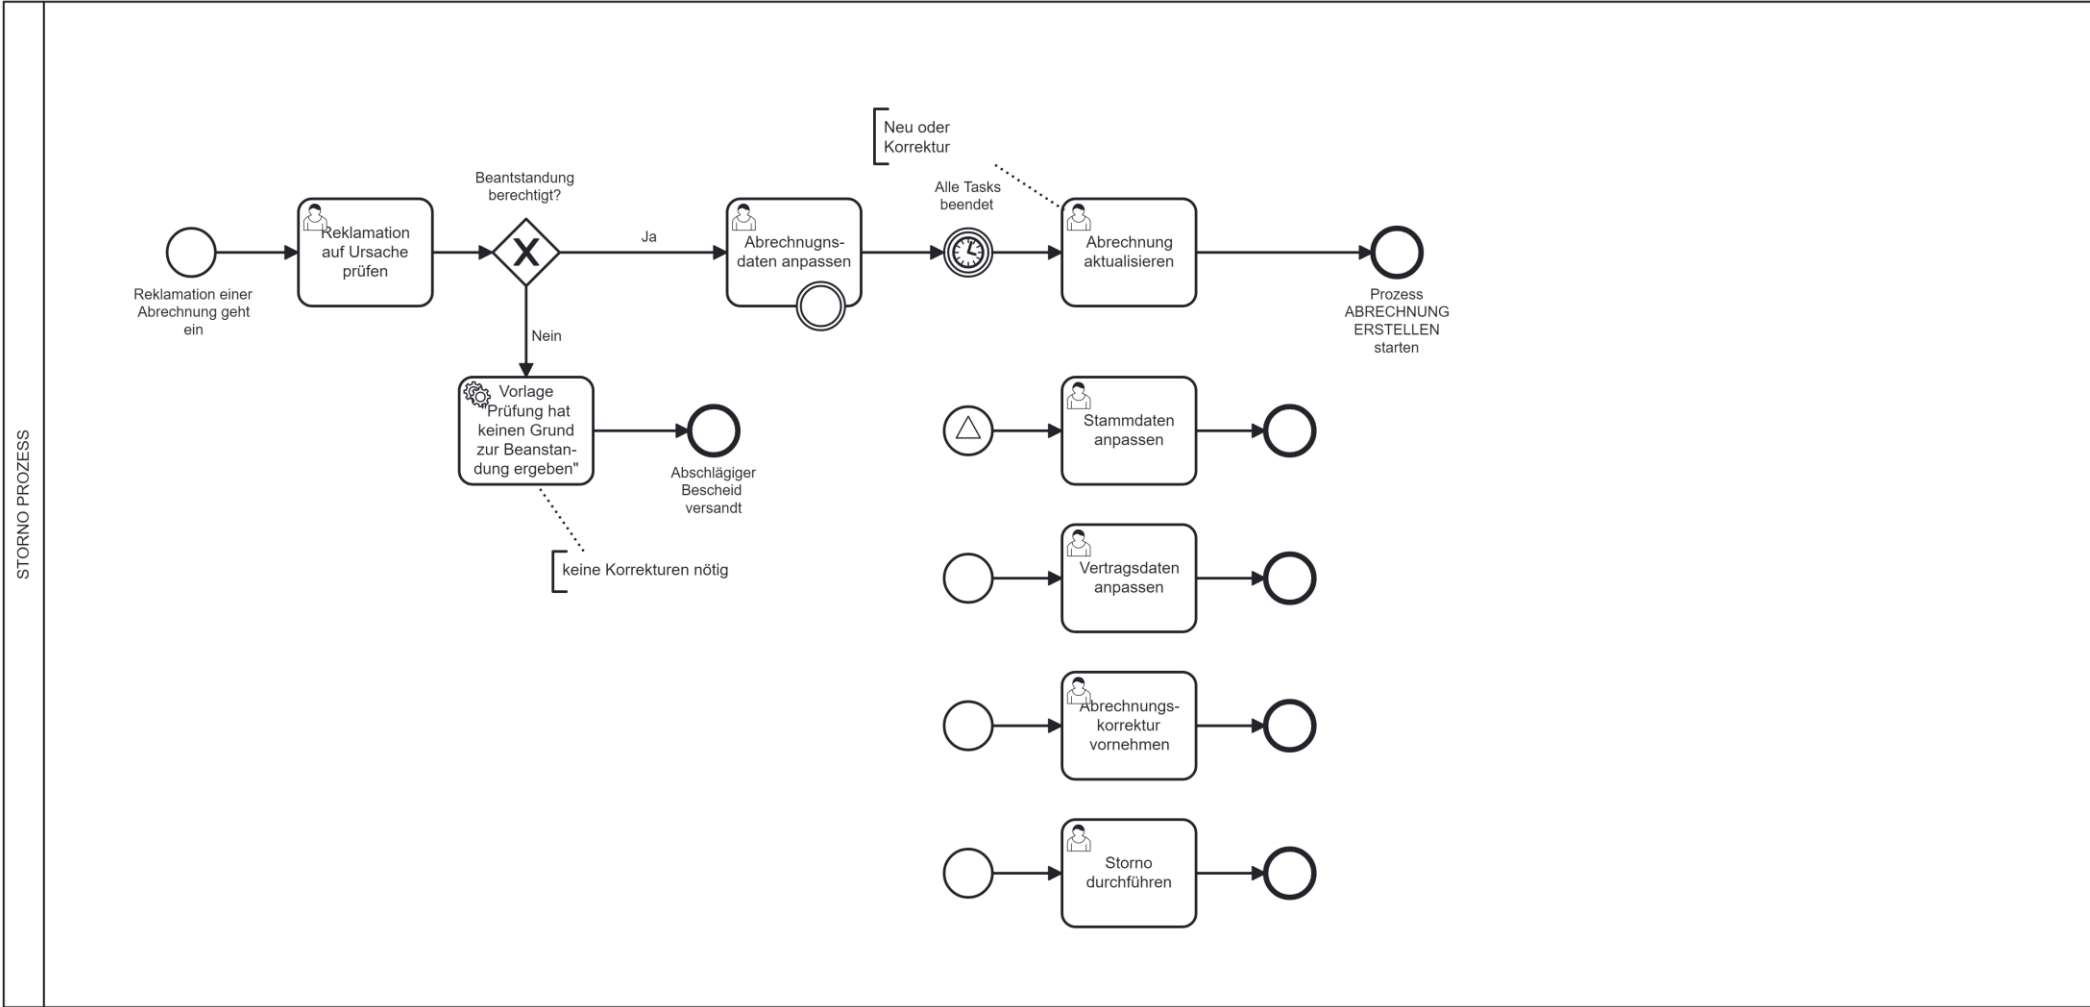 STORNO PROZESS
Neu oder
Korrektur
Beantstandung
berechtigt?
Alle Tasks
beendet
Reklamation
auf Ursache
prüfen
Ja
Abrechnugns-
daten anpassen
Abrechnung
aktualisieren
Reklamation einer
Abrechnung geht
ein
Prozess
ABRECHNUNG
ERSTELLEN
starten
Nein
Vorlage
"Prüfung hat
keinen Grund
zur Beanstan-
dung ergeben"
Abschlägiger
Bescheid
versandt
Stammdaten
anpassen
keine Korrekturen nötig
Vertragsdaten
anpassen
Abrechnungs-
korrektur
vornehmen
Storno
durchführen